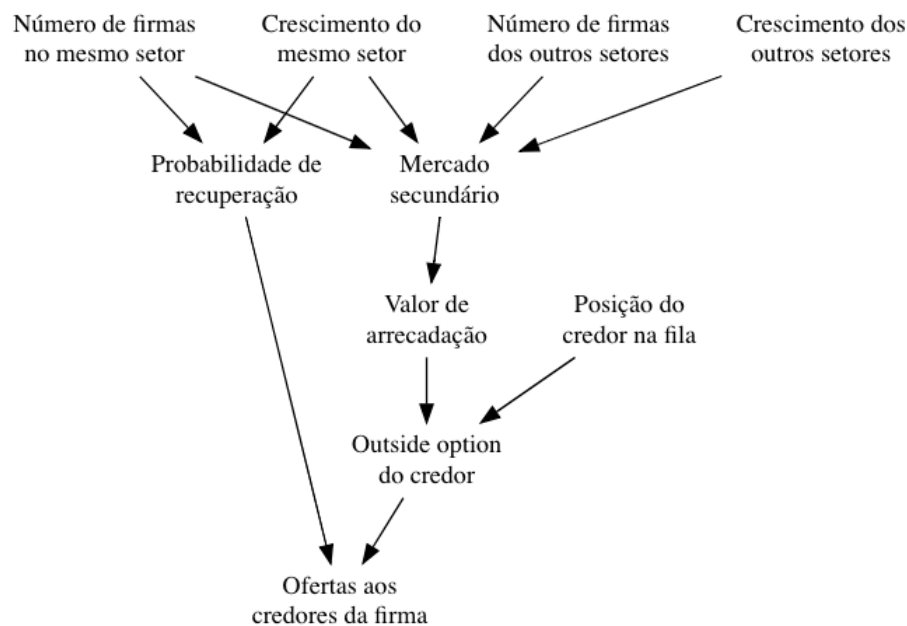 Número de firmas
no mesmo setor
Crescimento do
mesmo setor
Número de firmas
dos outros setores
Crescimento dos
outros setores
Probabilidade de
recuperação
Mercado
secundário
Valor de
arrecadação
Posição do
credor na fila
Outside option
do credor
Ofertas aos
credores da firma